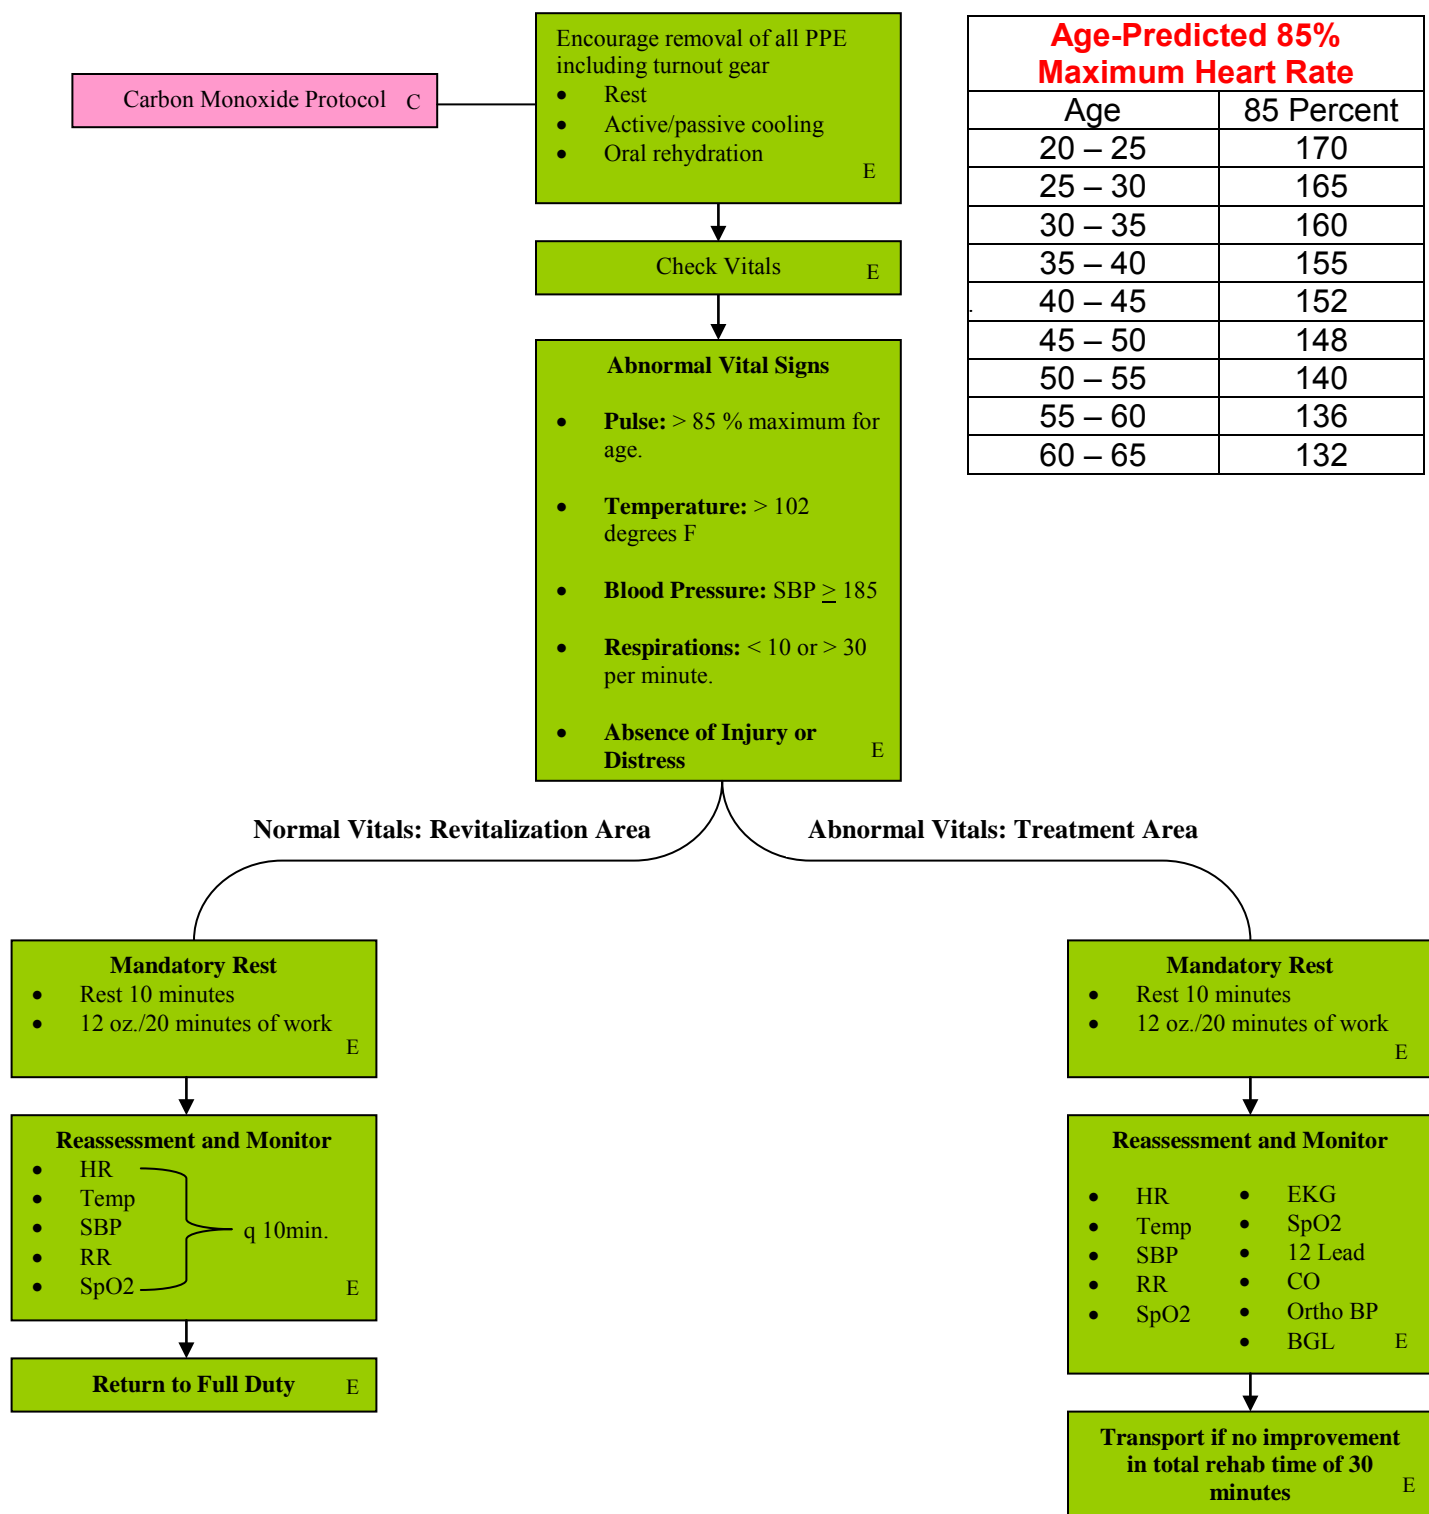 Carbon Monoxide Protocol C
Encourage removal of all PPE
including turnout gear
• Rest
• Active/passive cooling
• Oral rehydration
E
Age-Predicted 85%
Maximum Heart Rate
Age 85 Percent
20 – 25 170
25 – 30 165
30 – 35 160
35 – 40 155
. 40 – 45 152
45 – 50 148
50 – 55 140
55 – 60 136
60 – 65 132
Check Vitals E
Abnormal Vital Signs
• Pulse: > 85 % maximum for
age.
• Temperature: > 102
degrees F
• Blood Pressure: SBP ≥ 185
• Respirations: < 10 or > 30
per minute.
• Absence of Injury or
Distress E
Normal Vitals: Revitalization Area
Abnormal Vitals: Treatment Area
Mandatory Rest
• Rest 10 minutes
• 12 oz./20 minutes of work
E
Reassessment and Monitor
• HR
• Temp
• SBP
• RR
• SpO2
q 10min.
E
Return to Full Duty E
Mandatory Rest
• Rest 10 minutes
• 12 oz./20 minutes of work
E
Reassessment and Monitor
• HR
• Temp
• SBP
• RR
• SpO2
• EKG
• SpO2
• 12 Lead
• CO
• Ortho BP
• BGL E
Transport if no improvement
in total rehab time of 30
minutes E